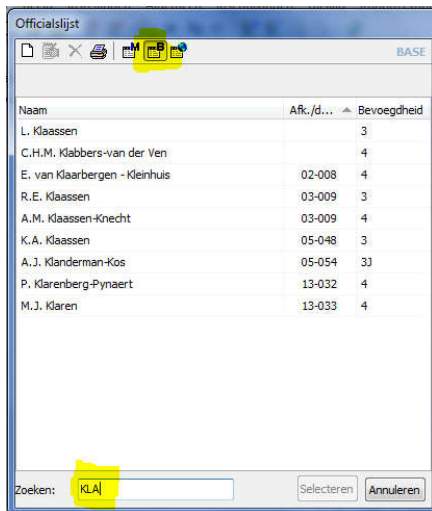 Officialslijst
M B BASE
Naam Afk./d... Bevoegdheid
L. Klaassen 3
C.H.M. Klabbers-van der Ven 4
E. van Klaarbergen - Kleinhuis 02-008 4
R.E. Klaassen 03-009 3
A.M. Klaassen-Knecht 03-009 4
K.A. Klaassen 05-048 3
A.J. Klanderman-Kos 05-054 3J
P. Klarenberg-Pynaert 13-032 4
M.J. Klaren 13-033 4
Zoeken: KLA Selecteren Annuleren